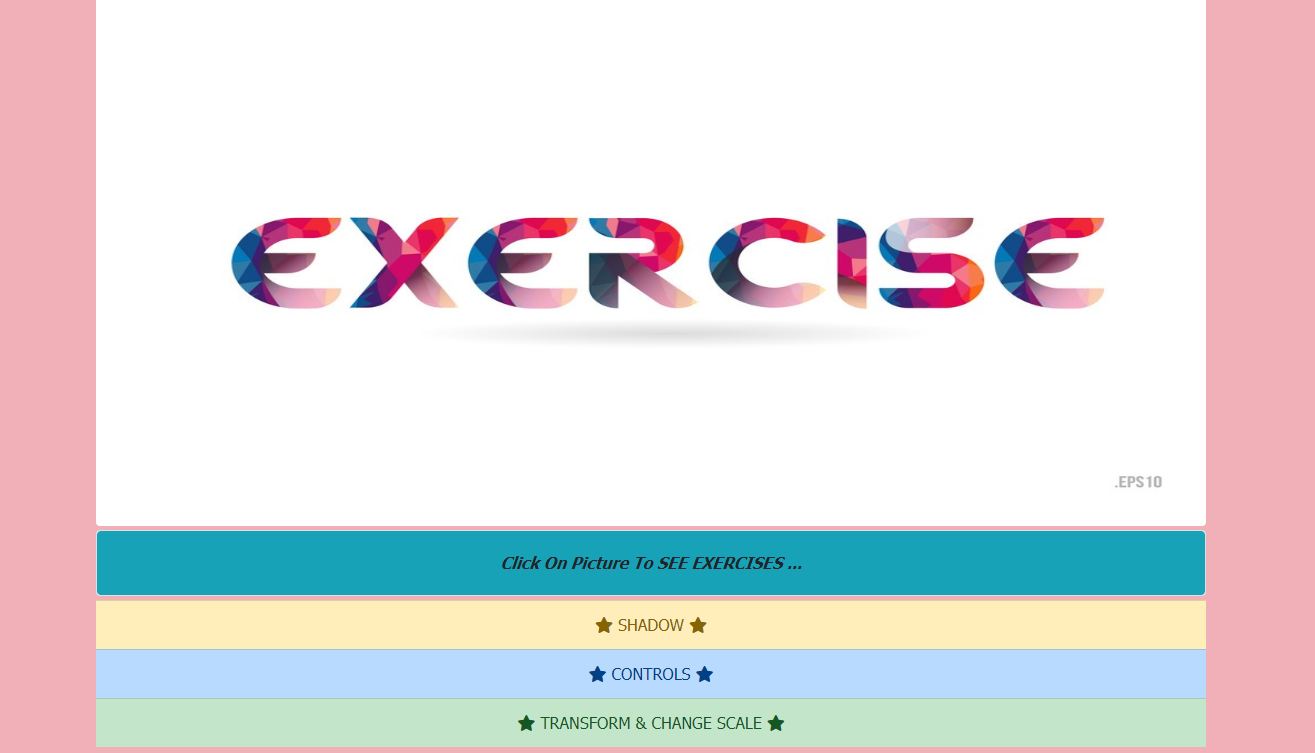 EXERCISE
.EPS10
Click On Picture To SEE EXERCISES ...
★ SHADOW ★
★ CONTROLS ★
★ TRANSFORM & CHANGE SCALE ★